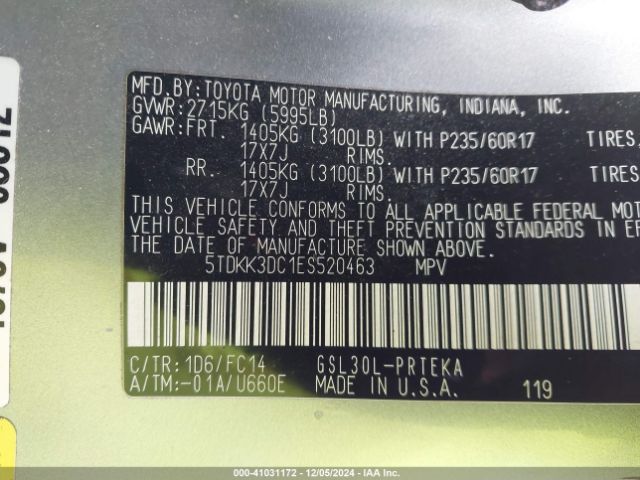 MFD.BY:TOYOTA MOTOR MANUFACTURING, INDIANA, INC.
GVWR:2715KG (5995LB)
GAWR:FRT. 1405KG (3100LB) WITH P235/60R17 TIRES,
17X7J RIMS.
RR. 1405KG (3100LB) WITH P235/60R17 TIRES
17X7J RIMS.
THIS VEHICLE CONFORMS TO ALL APPLICABLE FEDERAL MOT
VEHICLE SAFETY AND THEFT PREVENTION STANDARDS IN EF
THE DATE OF MANUFACTURE SHOWN ABOVE.
5TDKK3DC1ES520463 MPV
C/TR:1D6/FC14 GSL30L-PRTEKA
A/TM:-01A/U660E MADE IN U.S.A. 119
000-41031172 - 12/05/2024 - IAA Inc.